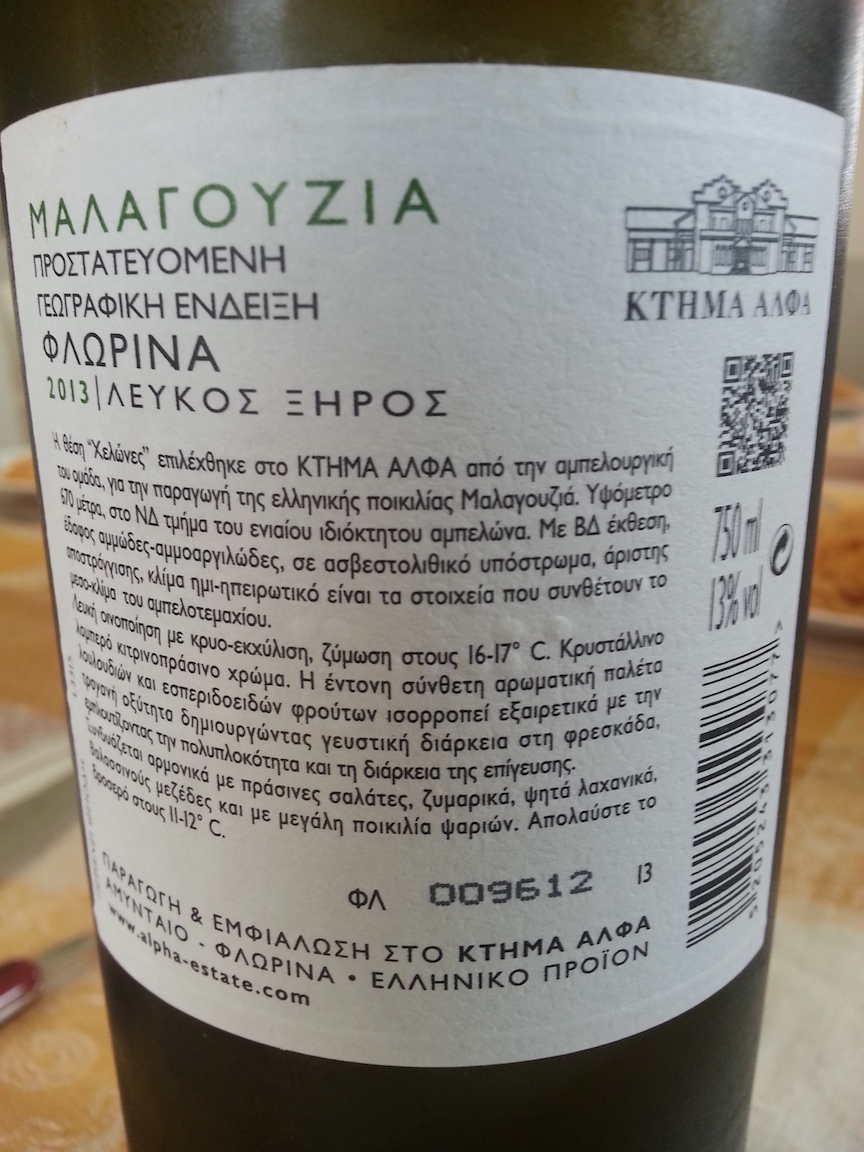 ΜΑΛΑΓΟΥΖΙΑ
ΠΡΟΣΤΑΤΕΥΟΜΕΝΗ
ΓΕΩΓΡΑΦΙΚΗ ΕΝΔΕΙΞΗ
ΦΛΩΡΙΝΑ
2013|ΛΕΥΚΟΣ ΞΗΡΟΣ
ΚΤΗΜΑ ΑΛΦΑ
Η θέση "Χελώνες" επιλέχθηκε στο ΚΤΗΜΑ ΑΛΦΑ από την αμπελουργική
του ομάδα, για την παραγωγή της ελληνικής ποικιλίας Μαλαγουζιά. Υψόμετρο
670 μέτρα, στο ΝΔ τμήμα του ενιαίου ιδιόκτητου αμπελώνα. Με ΒΔ έκθεση,
έδαφος αμμώδες-αμμοαργιλώδες, σε ασβεστολιθικό υπόστρωμα, άριστης
αποστράγγισης, κλίμα ημι-ηπειρωτικό είναι τα στοιχεία που συνθέτουν το
μεσο-κλίμα του αμπελοτεμαχίου.
Λευκή οινοποίηση με κρυο-εκχύλιση, ζύμωση στους 16-17° C. Κρυστάλλινο
λαμπερό κιτρινοπράσινο χρώμα. Η έντονη σύνθετη αρωματική παλέτα
λουλουδιών και εσπεριδοειδών φρούτων ισορροπεί εξαιρετικά με την
τραγανή οξύτητα δημιουργώντας γευστική διάρκεια στη φρεσκάδα,
εμπλουτίζοντας την πολυπλοκότητα και τη διάρκεια της επίγευσης.
Συνδυάζεται αρμονικά με πράσινες σαλάτες, ζυμαρικά, ψητά λαχανικά,
θαλασσινούς μεζέδες και με μεγάλη ποικιλία ψαριών. Απολαύστε το
δροσερό στους 11-12° C.
750 ml
13% vol
ΦΛ 009612 13
ΠΑΡΑΓΩΓΗ & ΕΜΦΙΑΛΩΣΗ ΣΤΟ ΚΤΗΜΑ ΑΛΦΑ
ΑΜΥΝΤΑΙΟ - ΦΛΩΡΙΝΑ • ΕΛΛΗΝΙΚΟ ΠΡΟΪΟΝ
www.alpha-estate.com
5 205243 313077 >